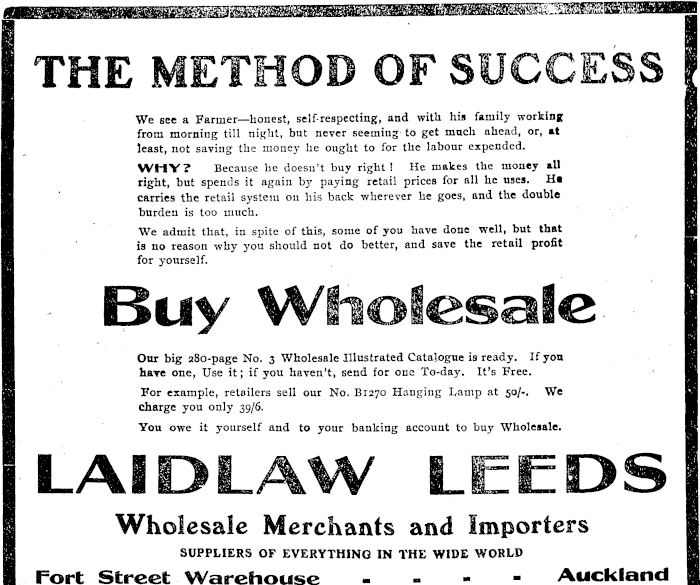 THE METHOD OF SUCCESS
We see a Farmer—honest, self-respecting, and with his family working
from morning till night, but never seeming to get much ahead, or, at
least, not saving the money he ought to for the labour expended.
WHY? Because he doesn't buy right! He makes the money all
right, but spends it again by paying retail prices for all he uses. He
carries the retail system on his back wherever he goes, and the double
burden is too much.
We admit that, in spite of this, some of you have done well, but that
is no reason why you should not do better, and save the retail profit
for yourself.
Buy Wholesale
Our big 280-page No. 3 Wholesale Illustrated Catalogue is ready. If you
have one, Use it; if you haven't, send for one To-day. It's Free.
For example, retailers sell our No. B1270 Hanging Lamp at 50/-. We
charge you only 39/6.
You owe it yourself and to your banking account to buy Wholesale.
LAIDLAW LEEDS
Wholesale Merchants and Importers
SUPPLIERS OF EVERYTHING IN THE WIDE WORLD
Fort Street Warehouse - - - - Auckland